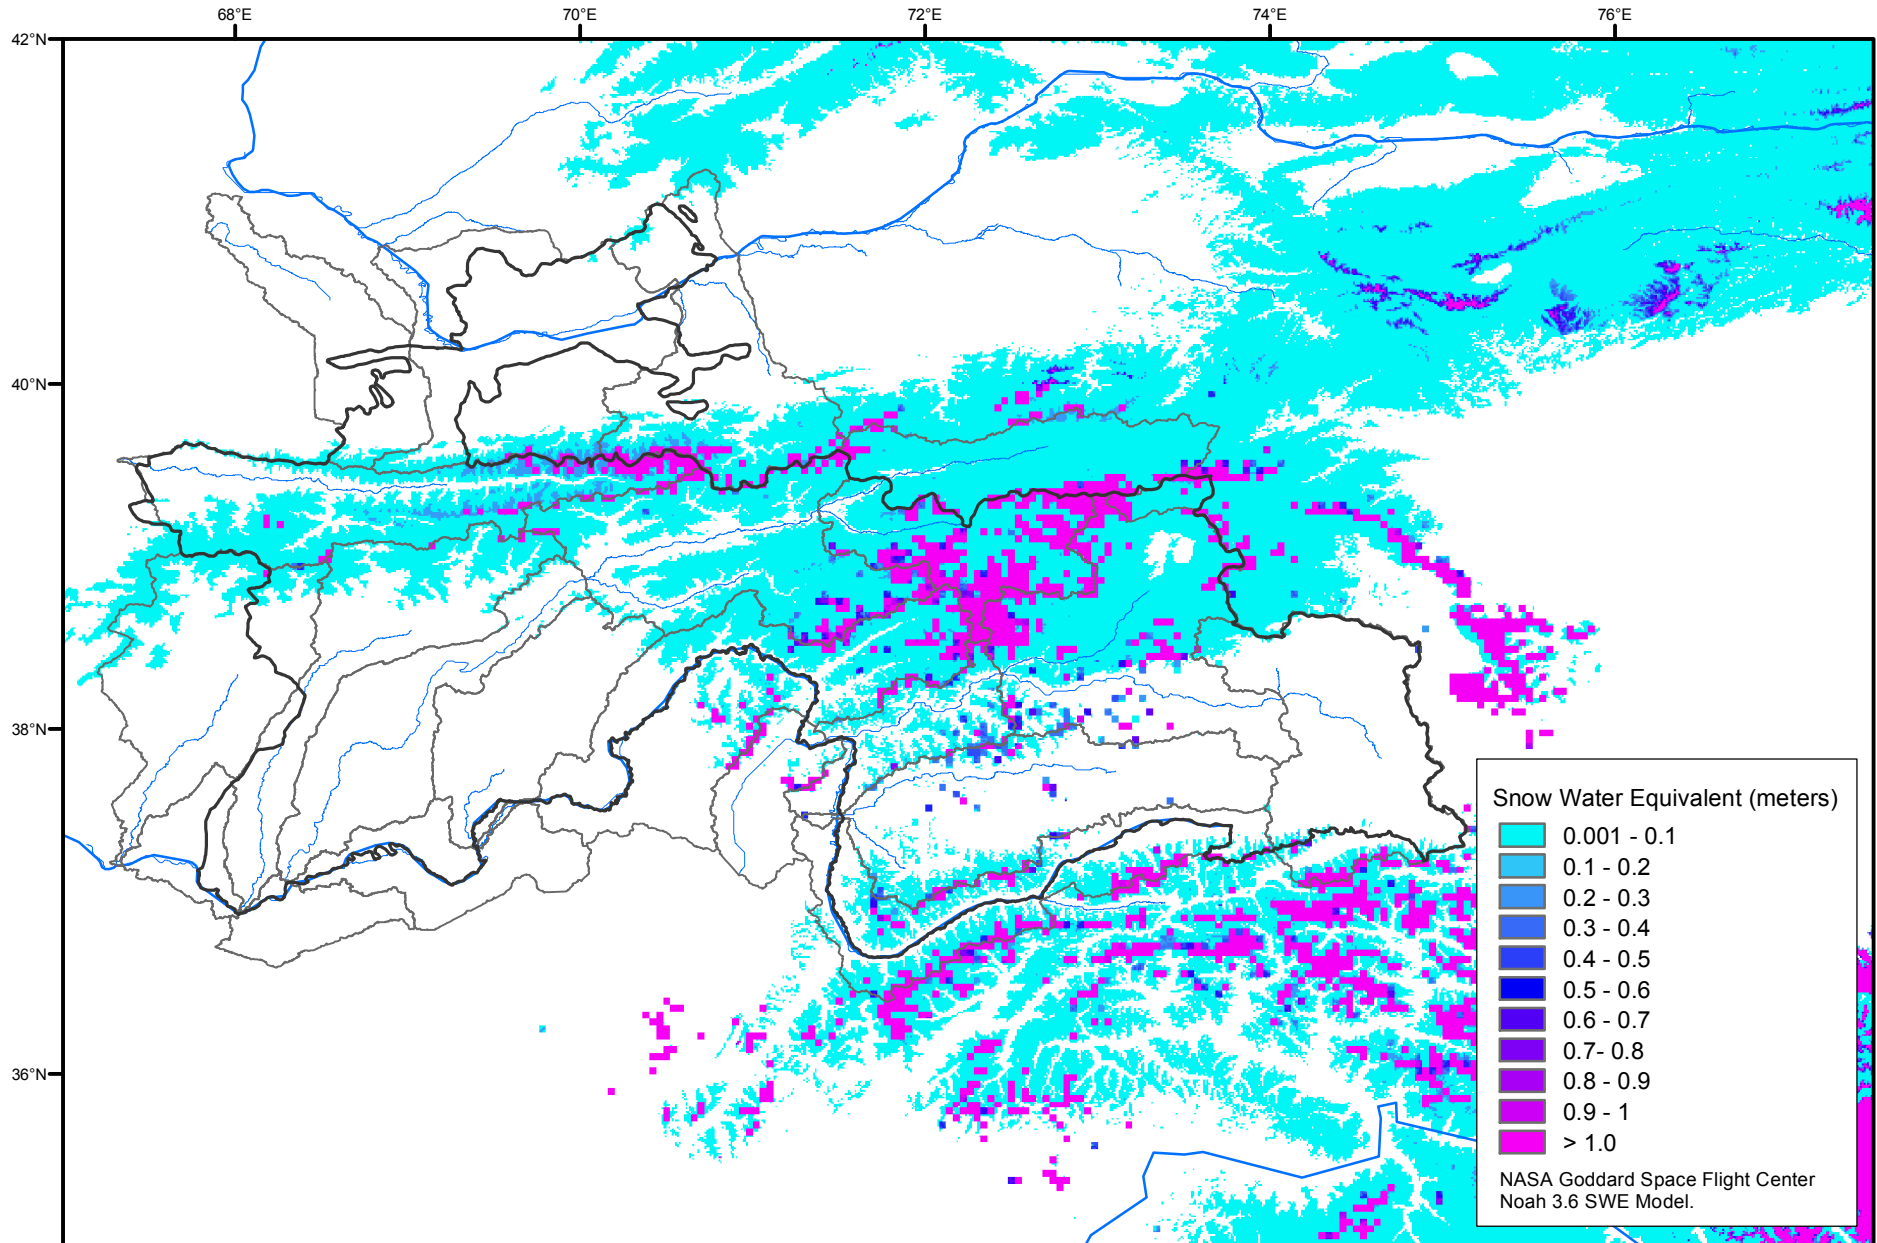 68°E
70°E
72°E
74°E
76°E
42°N
40°N
38°N
36°N
Snow Water Equivalent (meters)
0.001 - 0.1
0.1 - 0.2
0.2 - 0.3
0.3 - 0.4
0.4 - 0.5
0.5 - 0.6
0.6 - 0.7
0.7- 0.8
0.8 - 0.9
0.9 - 1
> 1.0
NASA Goddard Space Flight Center
Noah 3.6 SWE Model.